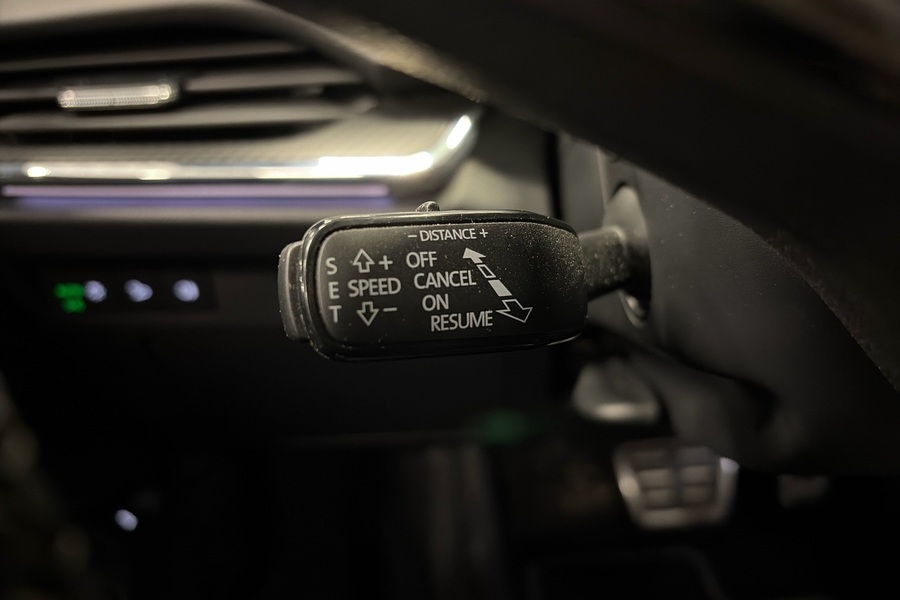 - DISTANCE +
S + OFF
E SPEED CANCEL
T - ON
RESUME